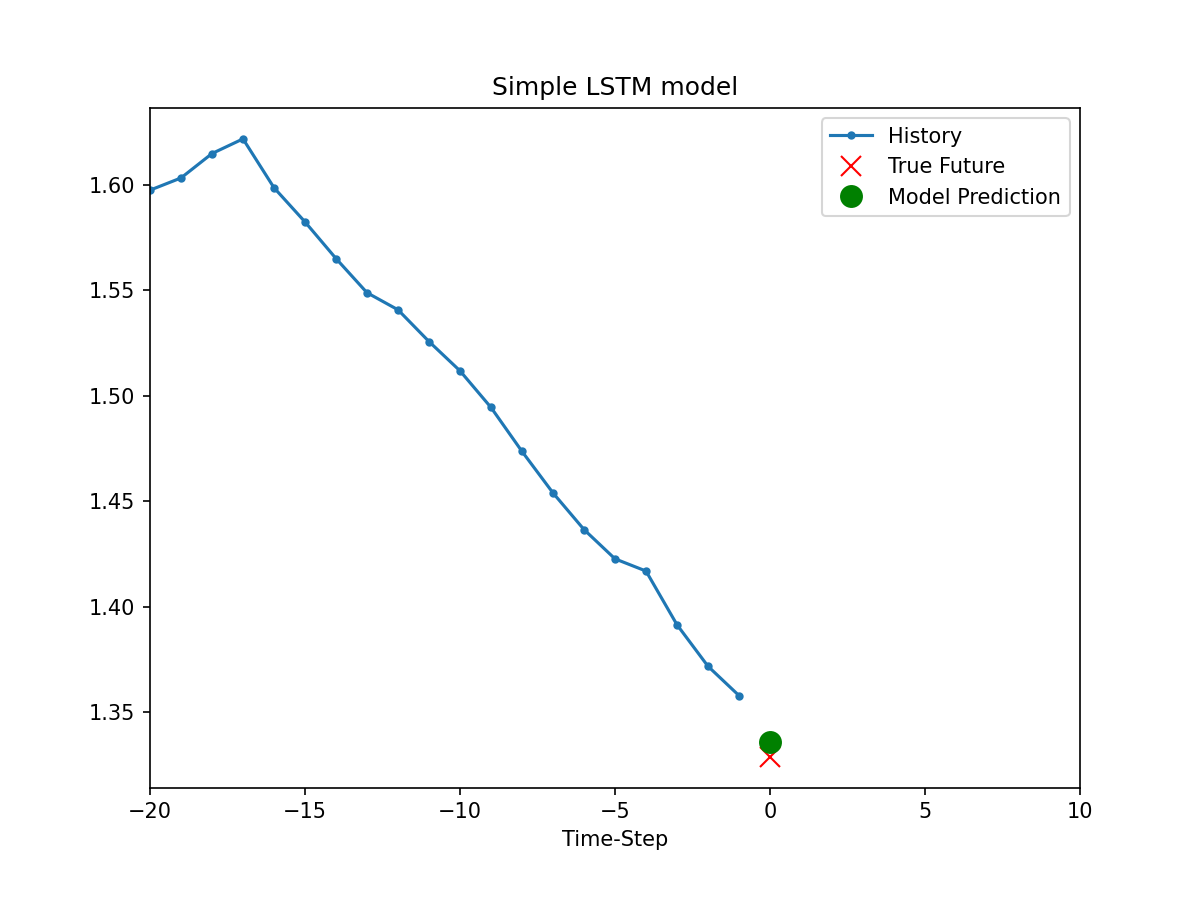 Simple LSTM model
History
True Future
Model Prediction
1.60
1.55
1.50
1.45
1.40
1.35
−20 −15 −10 −5 0 5 10
Time-Step